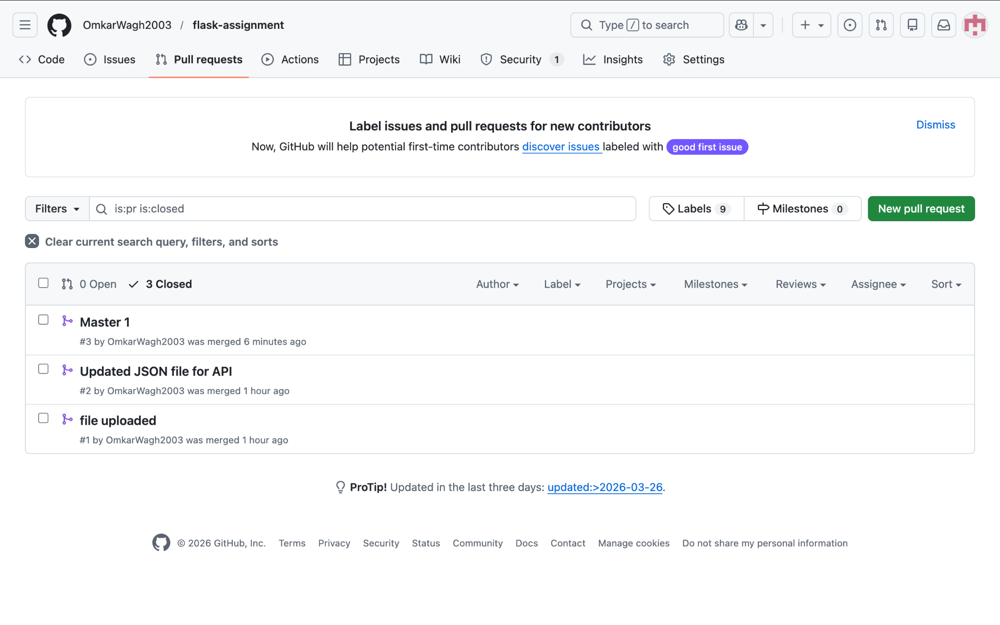 OmkarWagh2003 / flask-assignment
Type / to search
Code Issues Pull requests Actions Projects Wiki Security 1 Insights Settings
Label issues and pull requests for new contributors
Dismiss
Now, GitHub will help potential first-time contributors discover issues labeled with good first issue
Filters is:pr is:closed Labels 9 Milestones 0 New pull request
Clear current search query, filters, and sorts
0 Open 3 Closed Author Label Projects Milestones Reviews Assignee Sort
Master 1
#3 by OmkarWagh2003 was merged 6 minutes ago
Updated JSON file for API
#2 by OmkarWagh2003 was merged 1 hour ago
file uploaded
#1 by OmkarWagh2003 was merged 1 hour ago
ProTip! Updated in the last three days: updated:>2026-03-26.
© 2026 GitHub, Inc. Terms Privacy Security Status Community Docs Contact Manage cookies Do not share my personal information